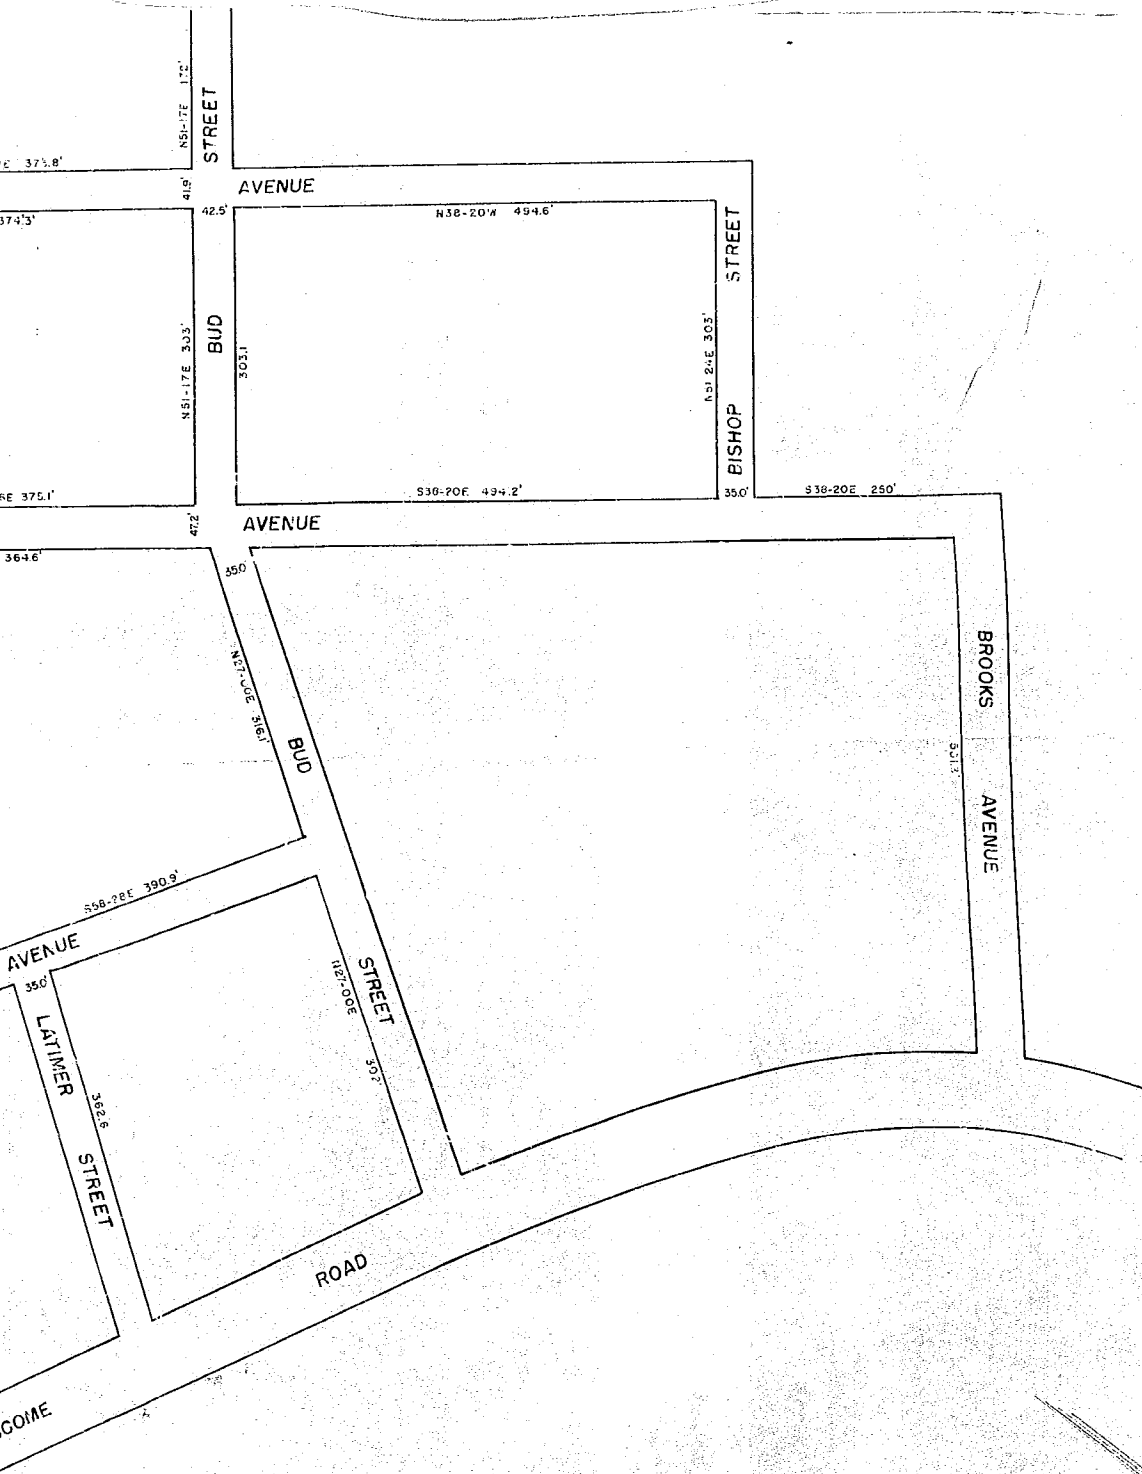 N51-17E 172'
STREET
E 375.8'
41.9'
AVENUE
374.3'
42.5'
N38-20W 494.6'
STREET
BUD
N51-17E 303'
303.1
N51 24E 303'
BISHOP
6E 375.1'
S38-20E 494.2'
35.0'
S38-20E 250'
47.2'
AVENUE
364.6'
35.0'
N27-00E 316.1'
BUD
BROOKS
AVENUE
S58-28E 390.9'
AVENUE
35.0'
STREET
N27-00E 302'
LATIMER
STREET
362.6
ROAD
COME